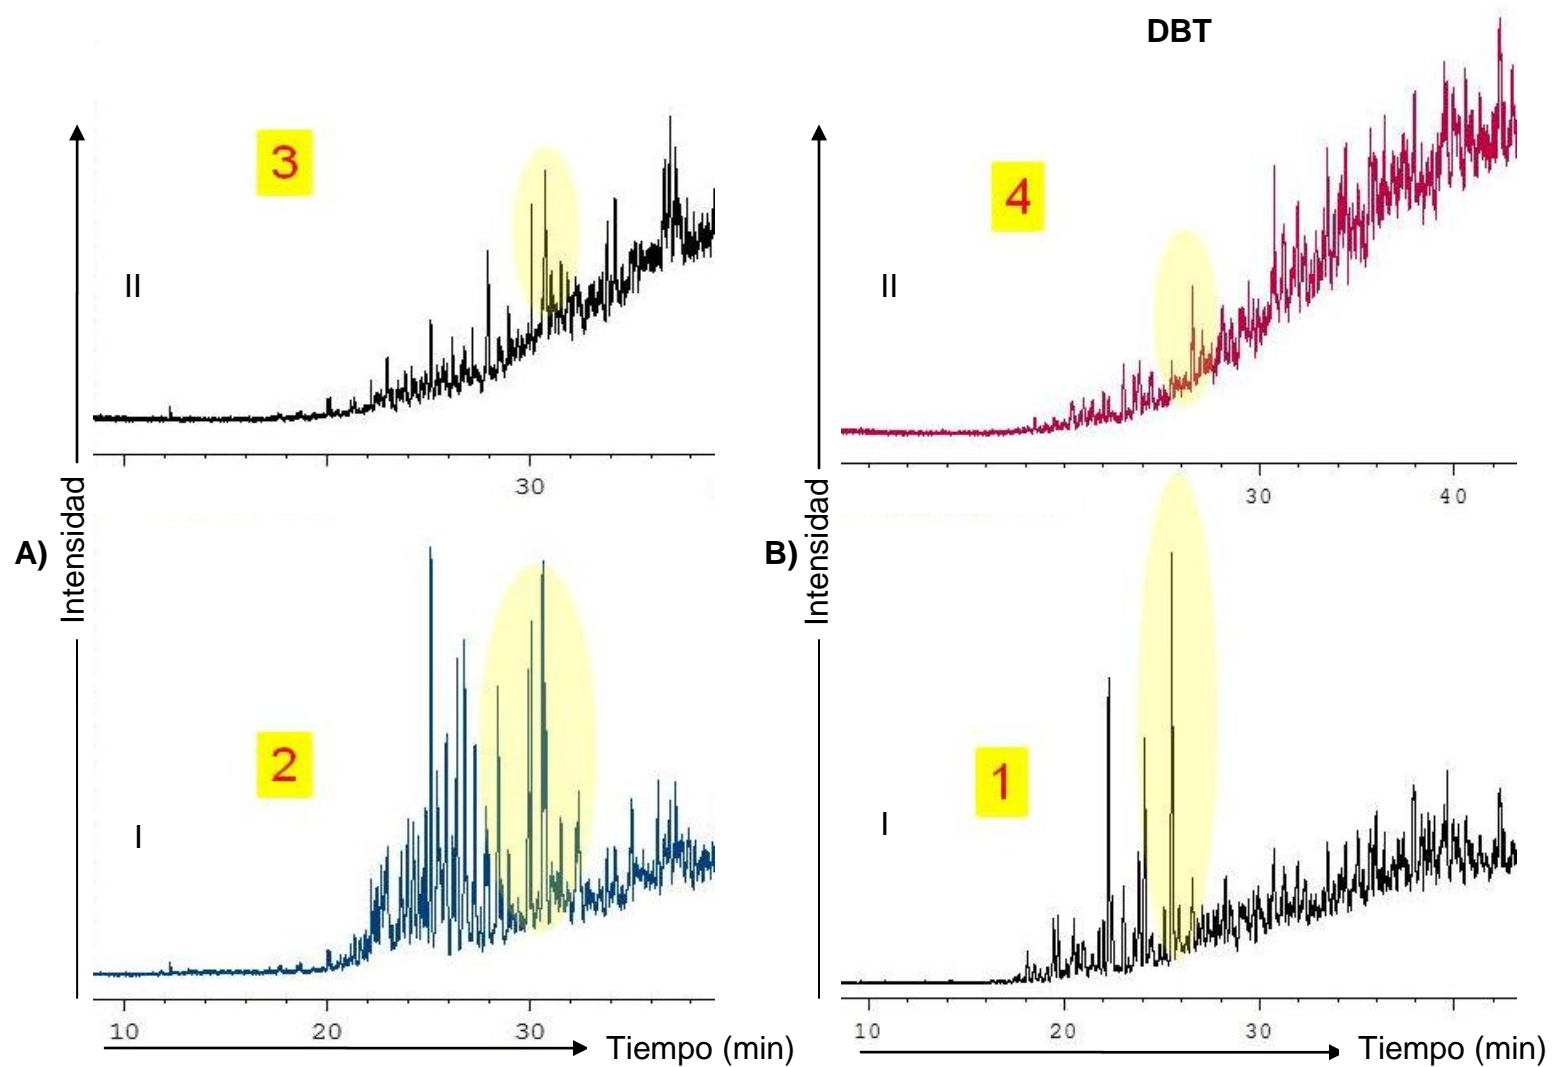 DBT
3
4
II
II
30
30 40
A)
Intensidad
B)
Intensidad
2
1
I
I
10 20 30
Tiempo (min)
10 20 30
Tiempo (min)